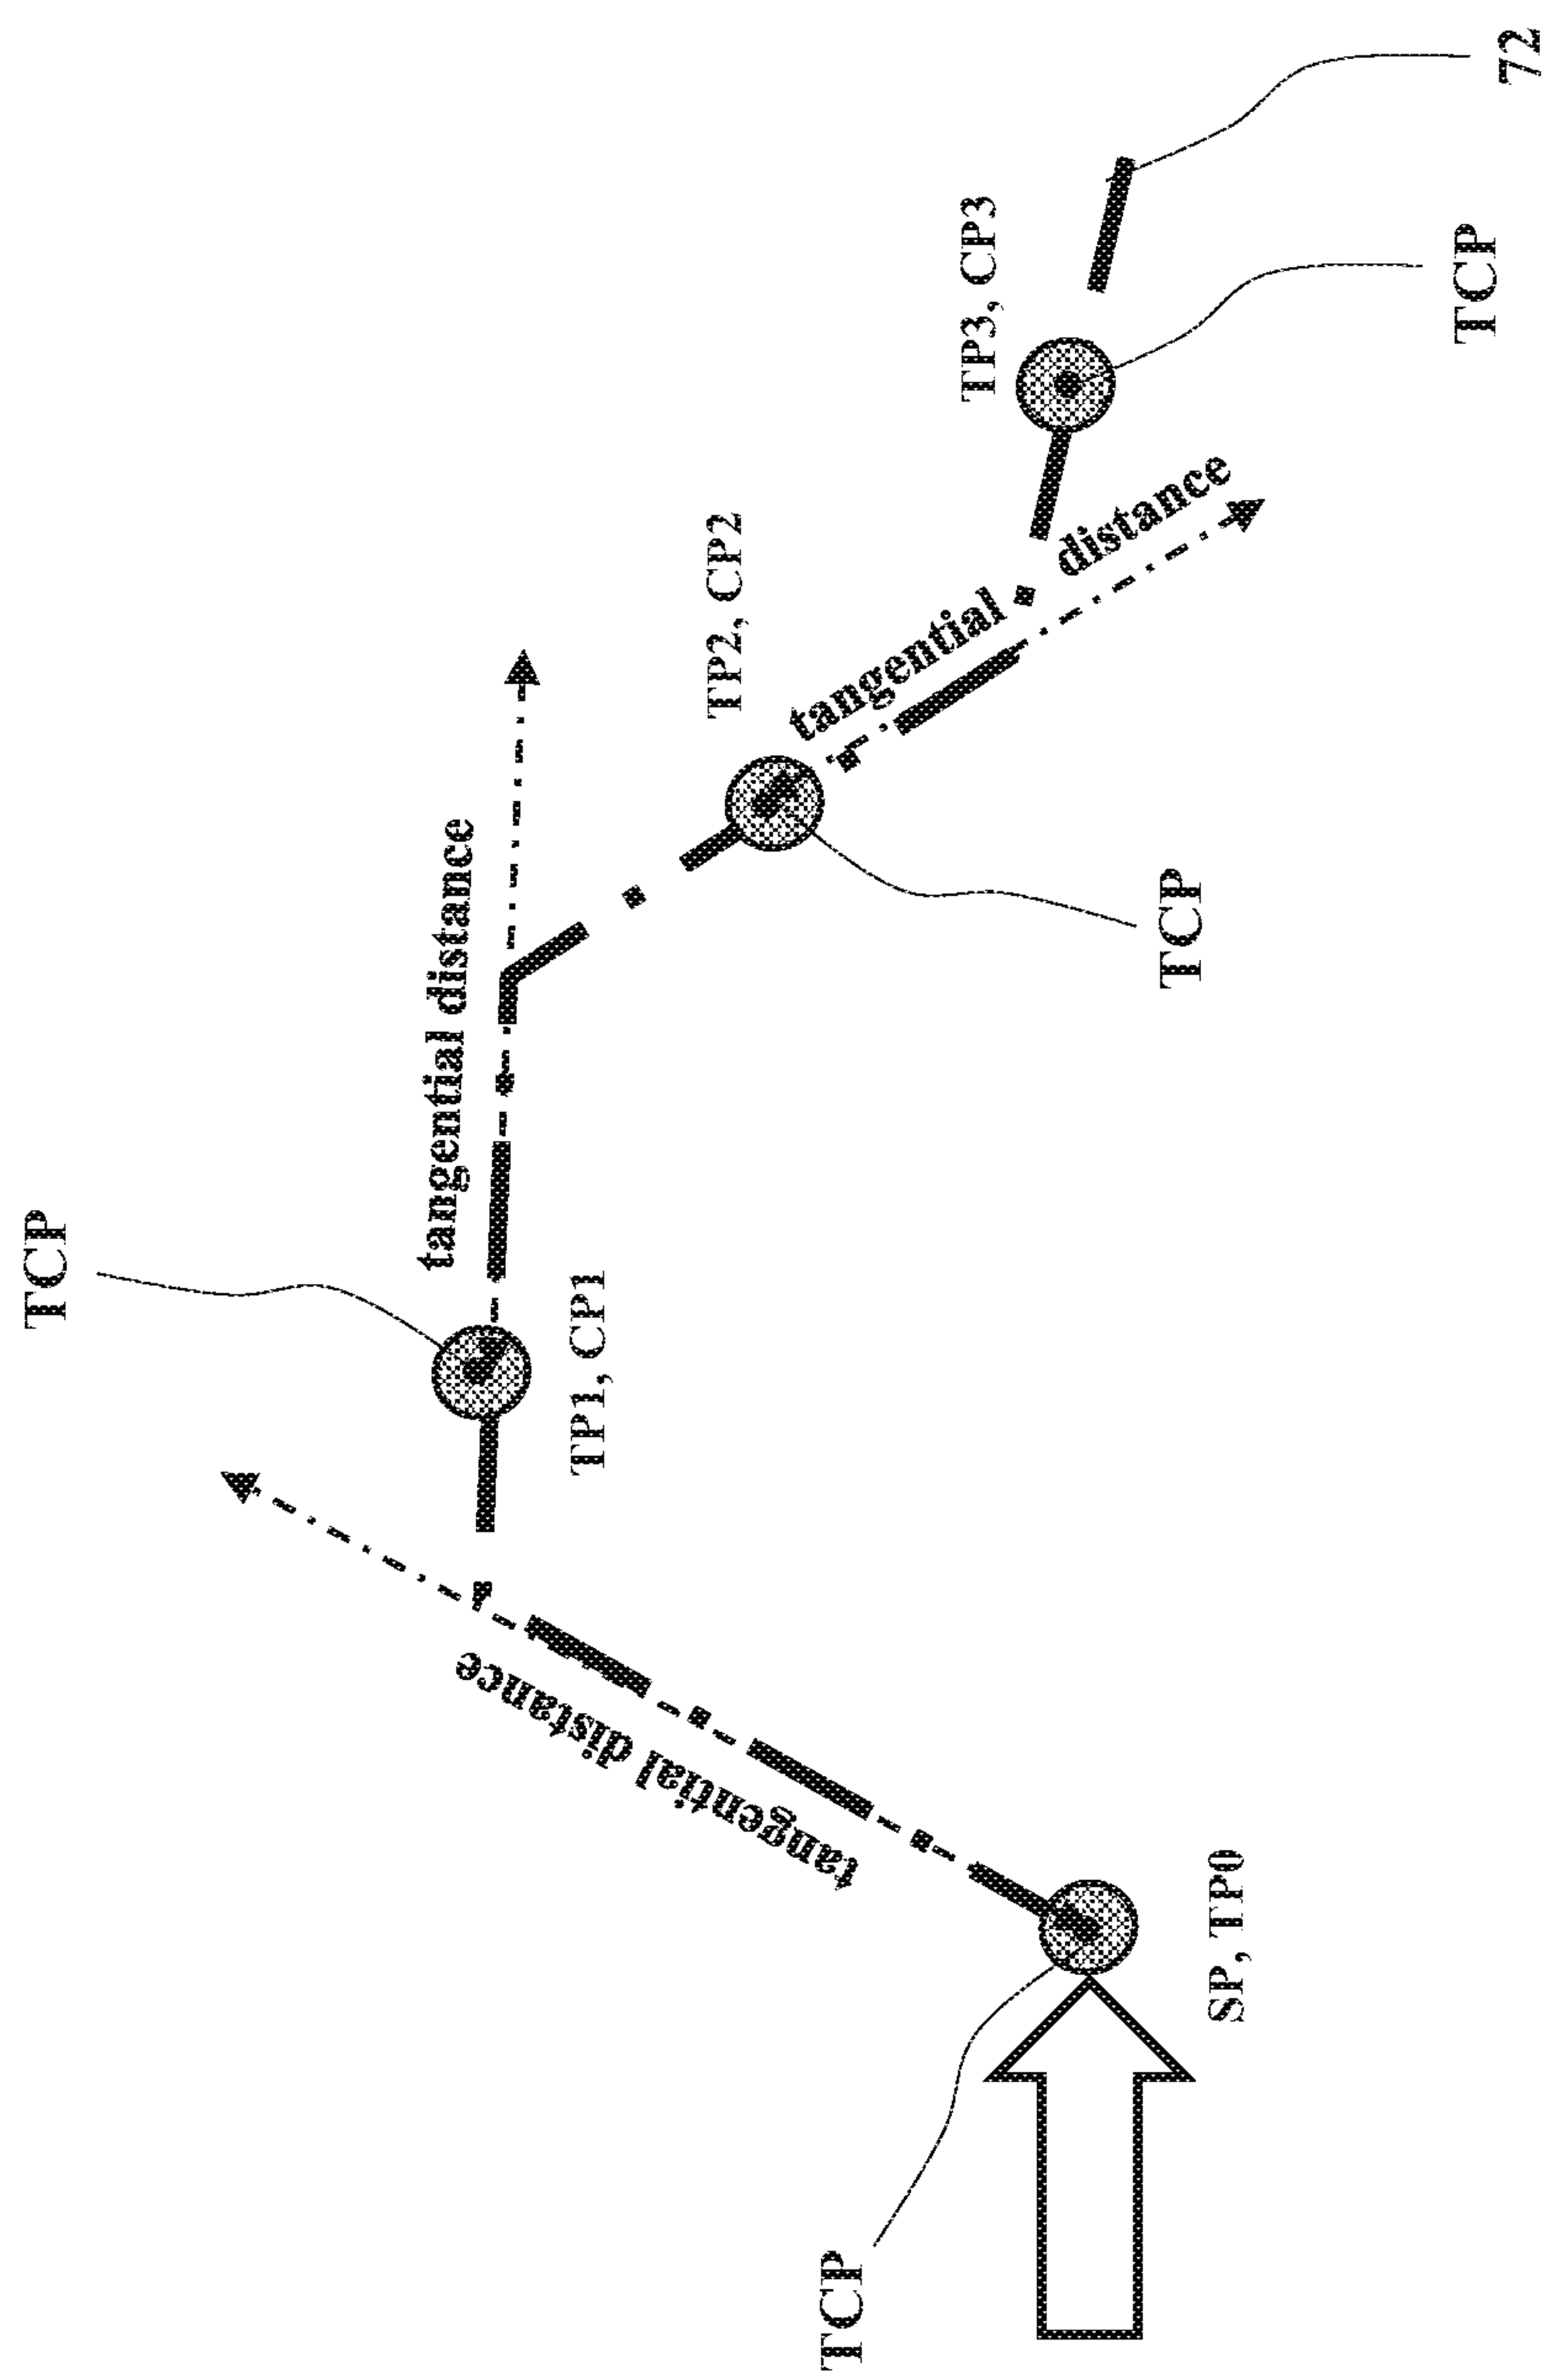 TCP
SP, TP0
tangential distance
TCP
TP1, CP1
tangential distance
TCP
TP2, CP2
tangential distance
TP3, CP3
TCP
72